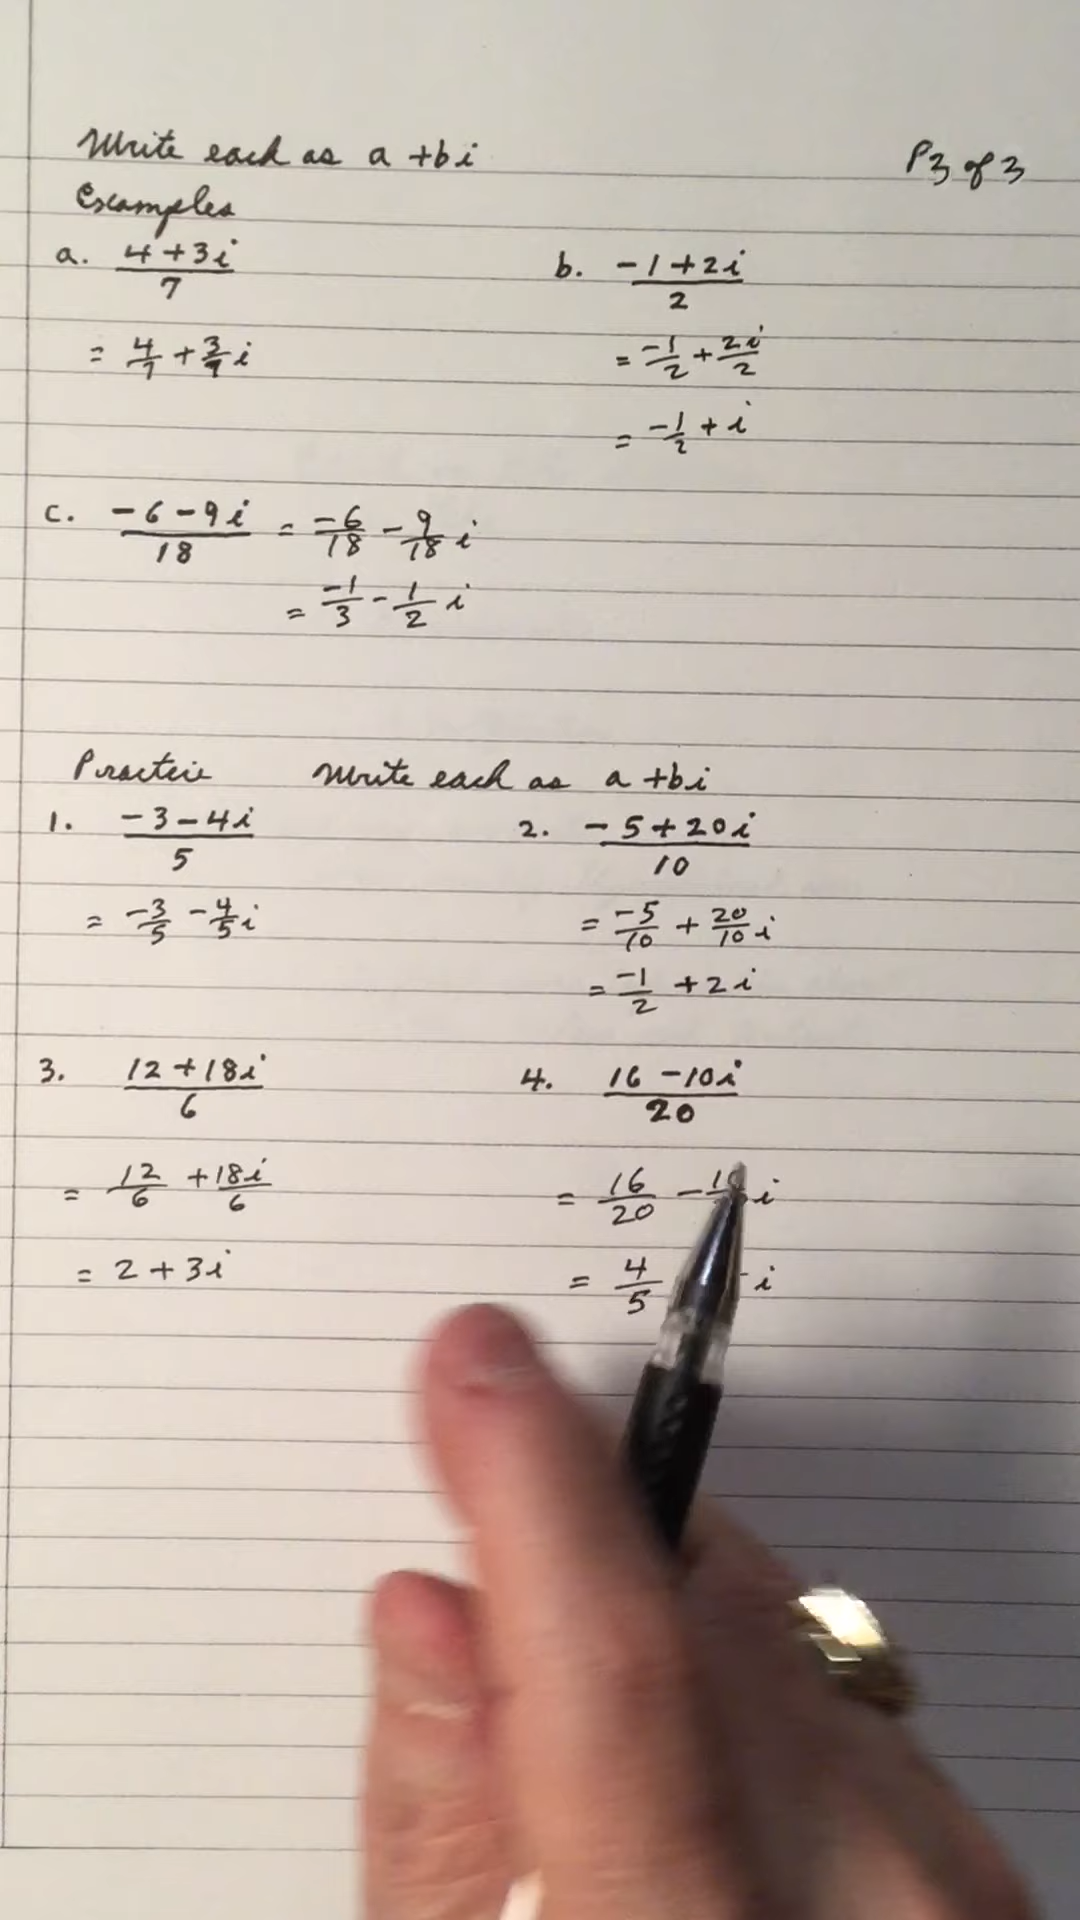 Write each as a + bi
P3 of 3
Examples
a. (4 + 3i)/7
= 4/7 + 3/7 i
b. (-1 + 2i)/2
= -1/2 + 2i/2
= -1/2 + i
c. (-6 - 9i)/18 = -6/18 - 9/18 i
= -1/3 - 1/2 i
Practice Write each as a + bi
1. (-3 - 4i)/5
= -3/5 - 4/5 i
2. (-5 + 20i)/10
= -5/10 + 20/10 i
= -1/2 + 2i
3. (12 + 18i)/6
= 12/6 + 18i/6
= 2 + 3i
4. (16 - 10i)/20
= 16/20 - i
= 4/5 i